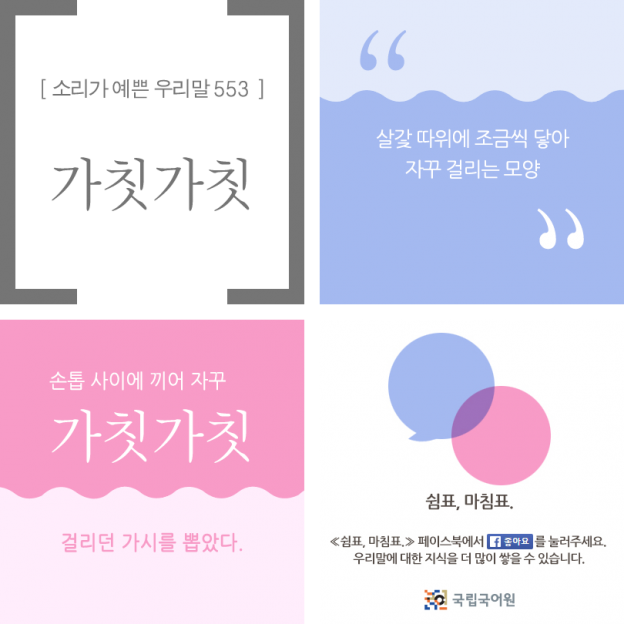 [ 소리가 예쁜 우리말 553 ]
가칫가칫
“
살갗 따위에 조금씩 닿아
자꾸 걸리는 모양
”
손톱 사이에 끼어 자꾸
가칫가칫
걸리던 가시를 뽑았다.
쉼표, 마침표.
≪쉼표, 마침표.≫ 페이스북에서 f 좋아요 를 눌러주세요.
우리말에 대한 지식을 더 많이 쌓을 수 있습니다.
국립국어원